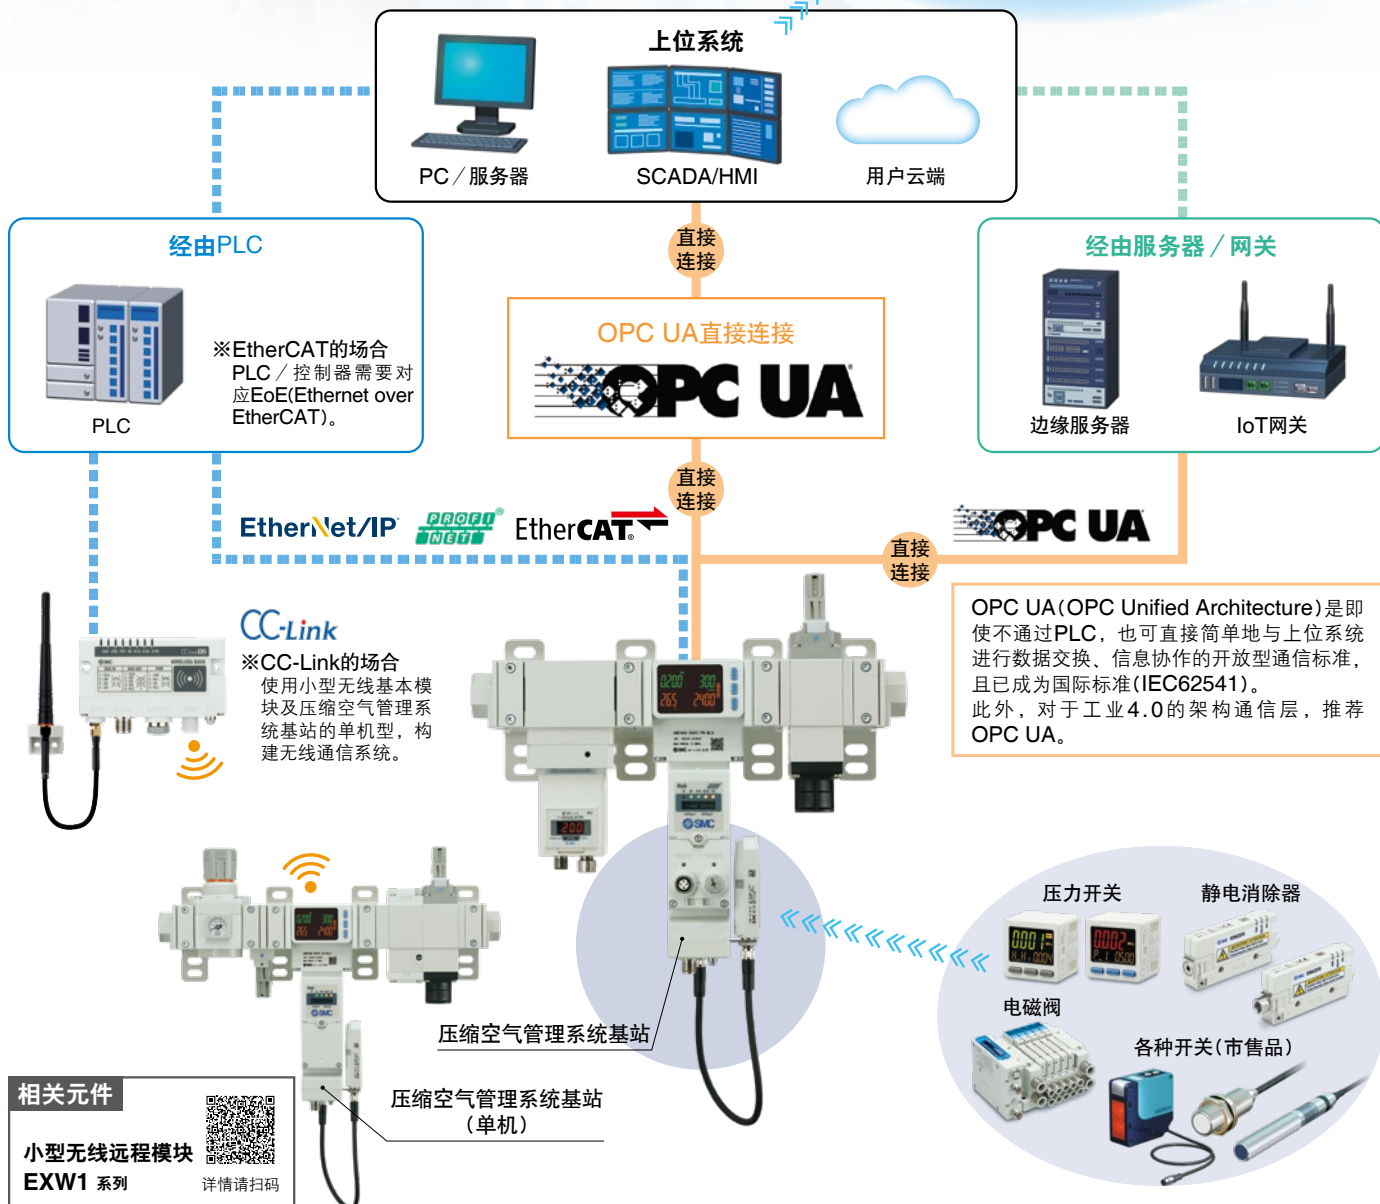 上位系统
PC／服务器
SCADA/HMI
用户云端
直接
连接
经由PLC
PLC
※EtherCAT的场合
PLC／控制器需要对
应EoE(Ethernet over
EtherCAT)。
OPC UA直接连接
OPC UA
经由服务器／网关
边缘服务器
IoT网关
直接
连接
EtherNet/IP
PROFI
NET
EtherCAT
直接
连接
OPC UA
OPC UA(OPC Unified Architecture)是即
使不通过PLC，也可直接简单地与上位系统
进行数据交换、信息协作的开放型通信标准，
且已成为国际标准(IEC62541)。
此外，对于工业4.0的架构通信层，推荐
OPC UA。
CC-Link
※CC-Link的场合
使用小型无线基本模
块及压缩空气管理系
统基站的单机型，构
建无线通信系统。
SMC
SMC
压缩空气管理系统基站
压缩空气管理系统基站
（单机）
压力开关
静电消除器
电磁阀
各种开关（市售品）
相关元件
小型无线远程模块
EXW1 系列
详情请扫码